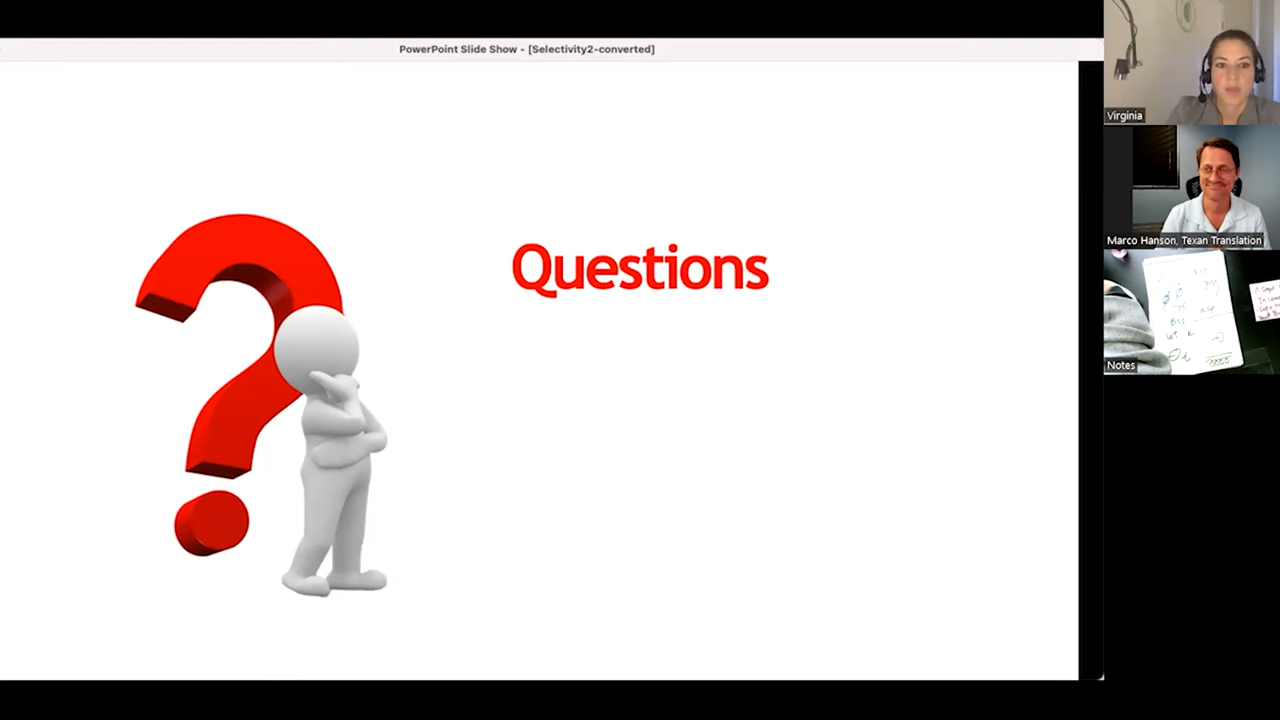 PowerPoint Slide Show - [Selectivity2-converted]
Questions
Virginia
Marco Hanson, Texan Translation
Notes